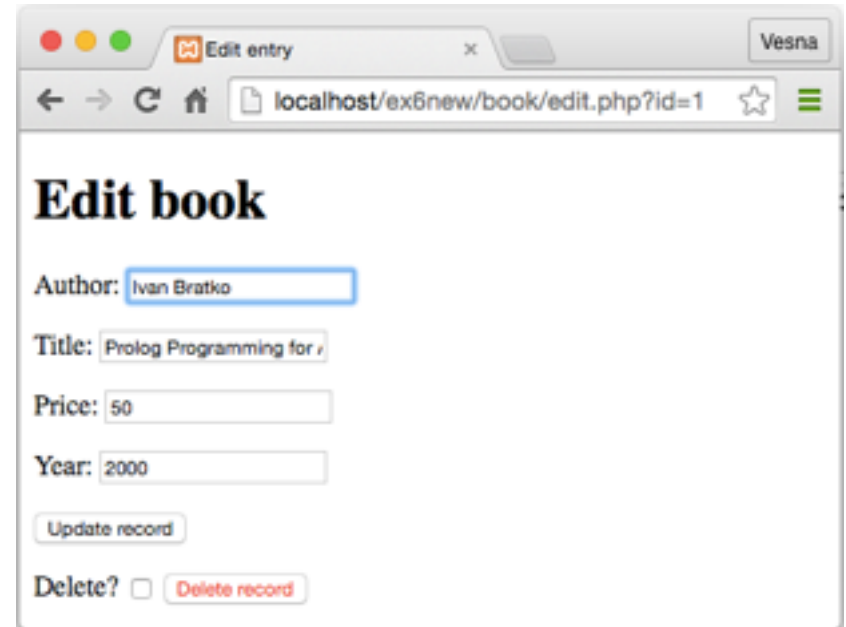 Edit entry
Vesna
localhost/ex6new/book/edit.php?id=1
Edit book
Author: Ivan Bratko
Title: Prolog Programming for
Price: 50
Year: 2000
Update record
Delete? Delete record